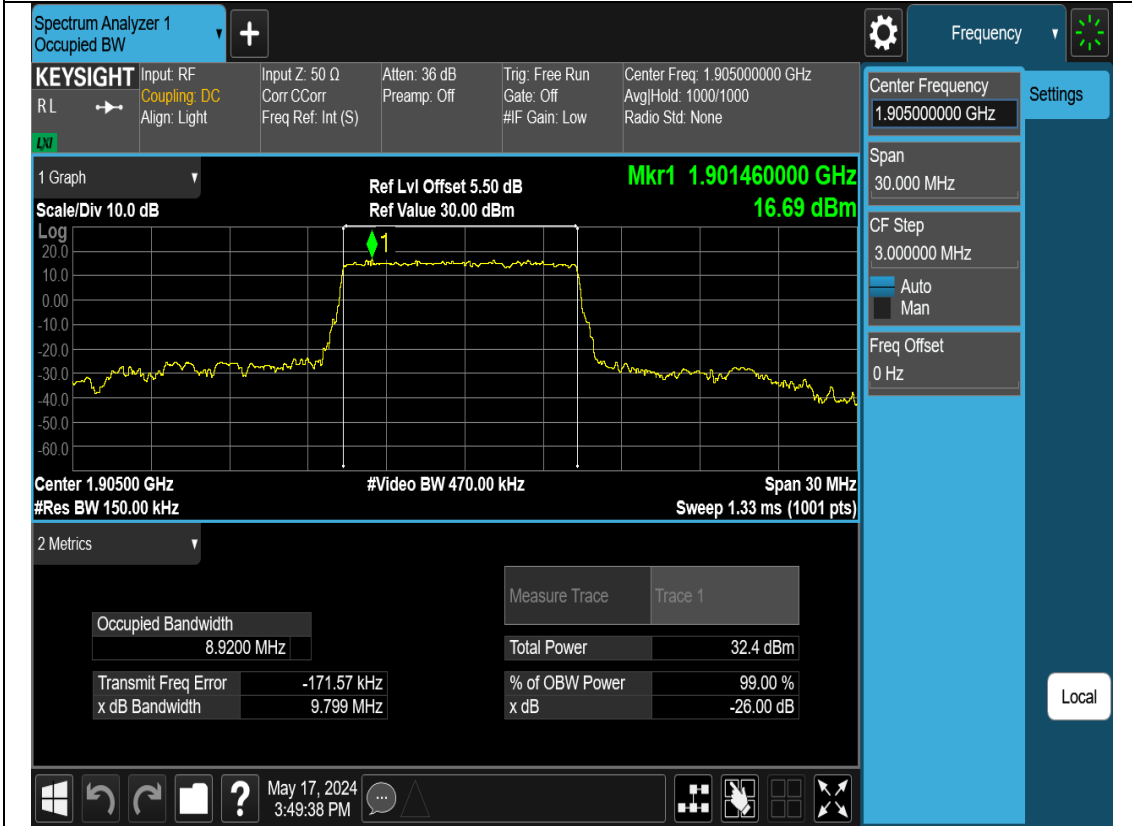 Spectrum Analyzer 1
Occupied BW
+
Frequency
KEYSIGHT
R L
LXI
Input: RF
Coupling: DC
Align: Light
Input Z: 50 Ω
Corr CCorr
Freq Ref: Int (S)
Atten: 36 dB
Preamp: Off
Trig: Free Run
Gate: Off
#IF Gain: Low
Center Freq: 1.905000000 GHz
Avg|Hold: 1000/1000
Radio Std: None
Center Frequency
1.905000000 GHz
Settings
Span
30.000 MHz
CF Step
3.000000 MHz
Auto
Man
Freq Offset
0 Hz
Local
1 Graph
Scale/Div 10.0 dB
Ref Lvl Offset 5.50 dB
Ref Value 30.00 dBm
Mkr1 1.901460000 GHz
16.69 dBm
Log
1
20.0
10.0
0.00
-10.0
-20.0
-30.0
-40.0
-50.0
-60.0
Center 1.90500 GHz
#Video BW 470.00 kHz
Span 30 MHz
#Res BW 150.00 kHz
Sweep 1.33 ms (1001 pts)
2 Metrics
Measure Trace
Trace 1
Occupied Bandwidth
8.9200 MHz
Total Power
32.4 dBm
Transmit Freq Error
-171.57 kHz
% of OBW Power
99.00 %
x dB Bandwidth
9.799 MHz
x dB
-26.00 dB
?
May 17, 2024
3:49:38 PM